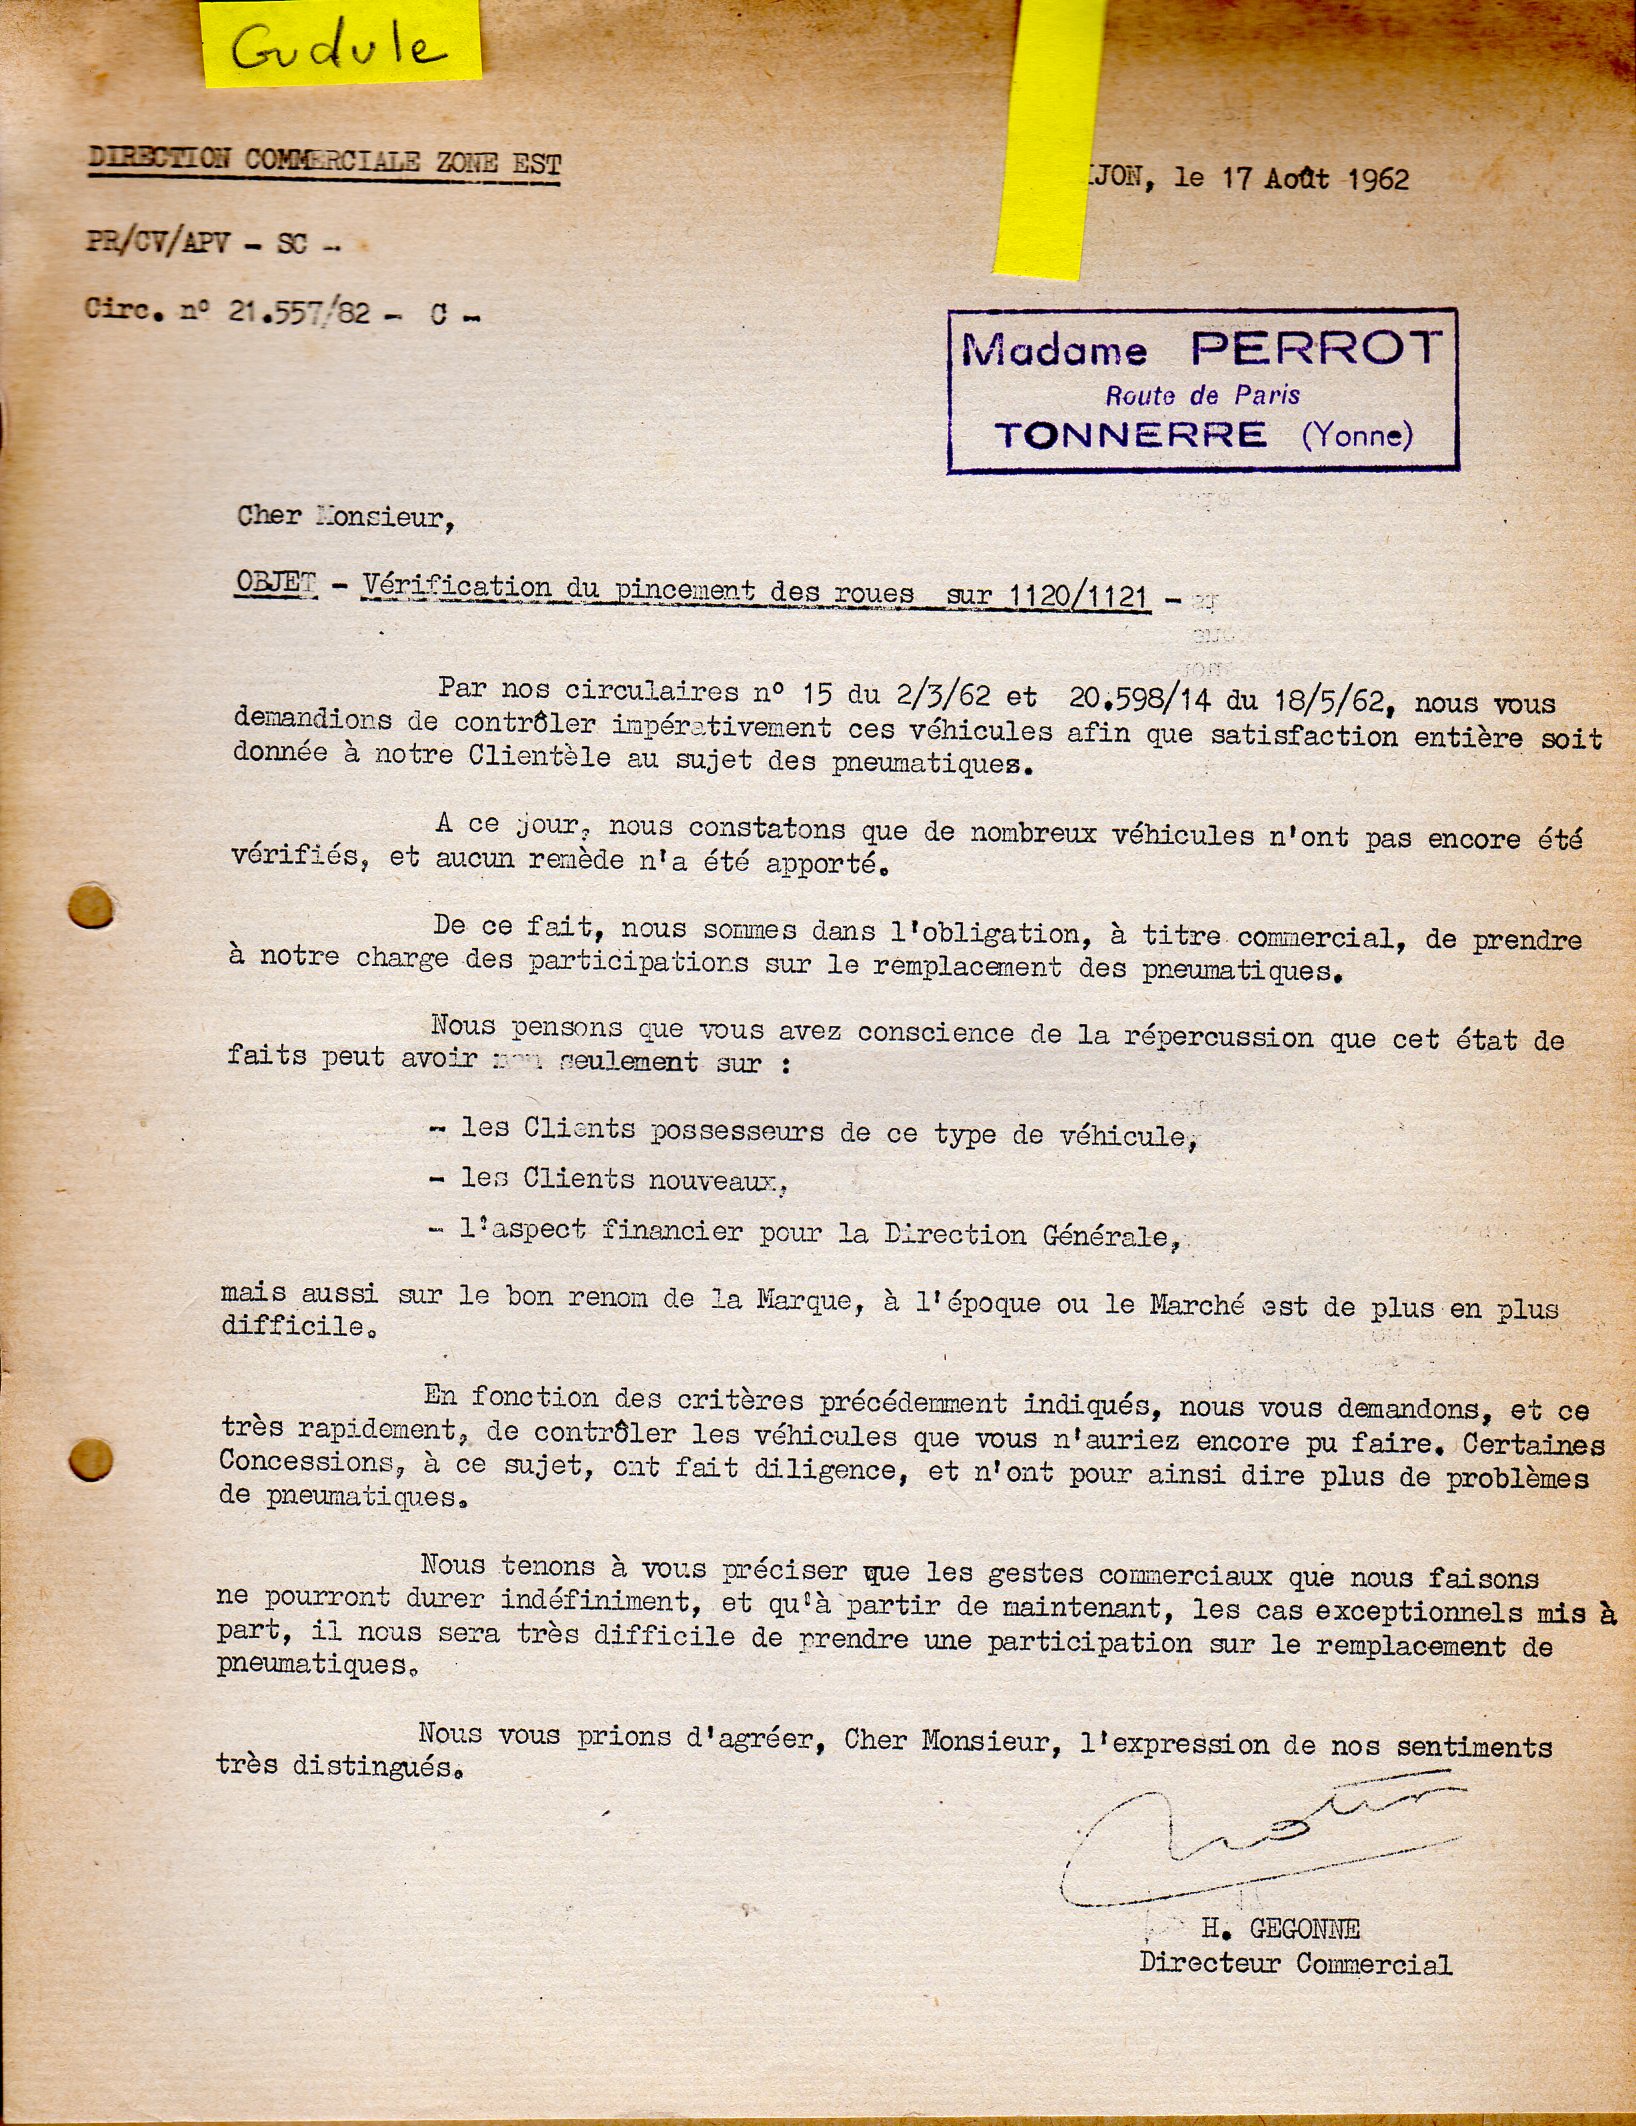 Gudule
DIRECTION COMMERCIALE ZONE EST
IJON, le 17 Août 1962
PR/CV/APV - SC -
Circ. n° 21.557/82 - C -
Madame PERROT
Route de Paris
TONNERRE (Yonne)
Cher Monsieur,
OBJET - Vérification du pincement des roues sur 1120/1121 -
Par nos circulaires n° 15 du 2/3/62 et 20.598/14 du 18/5/62, nous vous
demandions de contrôler impérativement ces véhicules afin que satisfaction entière soit
donnée à notre Clientèle au sujet des pneumatiques.
A ce jour, nous constatons que de nombreux véhicules n'ont pas encore été
vérifiés, et aucun remède n'a été apporté.
De ce fait, nous sommes dans l'obligation, à titre commercial, de prendre
à notre charge des participations sur le remplacement des pneumatiques.
Nous pensons que vous avez conscience de la répercussion que cet état de
faits peut avoir non seulement sur :
- les Clients possesseurs de ce type de véhicule,
- les Clients nouveaux,
- l'aspect financier pour la Direction Générale,
mais aussi sur le bon renom de la Marque, à l'époque ou le Marché est de plus en plus
difficile.
En fonction des critères précédemment indiqués, nous vous demandons, et ce
très rapidement, de contrôler les véhicules que vous n'auriez encore pu faire. Certaines
Concessions, à ce sujet, ont fait diligence, et n'ont pour ainsi dire plus de problèmes
de pneumatiques.
Nous tenons à vous préciser que les gestes commerciaux que nous faisons
ne pourront durer indéfiniment, et qu'à partir de maintenant, les cas exceptionnels mis à
part, il nous sera très difficile de prendre une participation sur le remplacement de
pneumatiques.
Nous vous prions d'agréer, Cher Monsieur, l'expression de nos sentiments
très distingués.
H. GEGONNE
Directeur Commercial